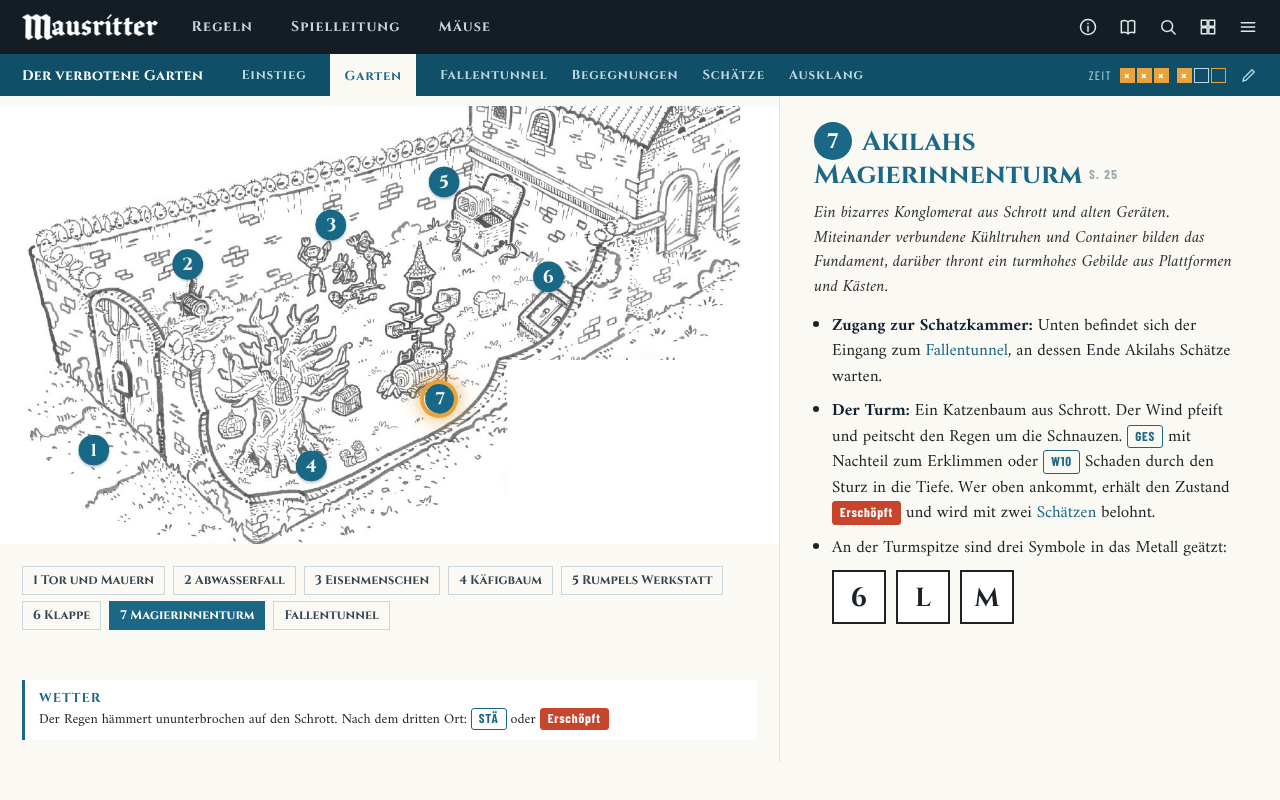 Mausritter
Regeln
Spielleitung
Mäuse
Der verbotene Garten
Einstieg
Garten
Fallentunnel
Begegnungen
Schätze
Ausklang
ZEIT
1
2
3
4
5
6
7
1 Tor und Mauern
2 Abwasserfall
3 Eisenmenschen
4 Käfigbaum
5 Rumpels Werkstatt
6 Klappe
7 Magierinnenturm
Fallentunnel
Wetter
Der Regen hämmert ununterbrochen auf den Schrott. Nach dem dritten Ort: STÄ oder Erschöpft
7 Akilahs
Magierinnenturm S. 25
Ein bizarres Konglomerat aus Schrott und alten Geräten.
Miteinander verbundene Kühltruhen und Container bilden das
Fundament, darüber thront ein turmhohes Gebilde aus Plattformen
und Kästen.
Zugang zur Schatzkammer: Unten befindet sich der
Eingang zum Fallentunnel, an dessen Ende Akilahs Schätze
warten.
Der Turm: Ein Katzenbaum aus Schrott. Der Wind pfeift
und peitscht den Regen um die Schnauzen. GES mit
Nachteil zum Erklimmen oder W10 Schaden durch den
Sturz in die Tiefe. Wer oben ankommt, erhält den Zustand
Erschöpft und wird mit zwei Schätzen belohnt.
An der Turmspitze sind drei Symbole in das Metall geätzt:
6 L M